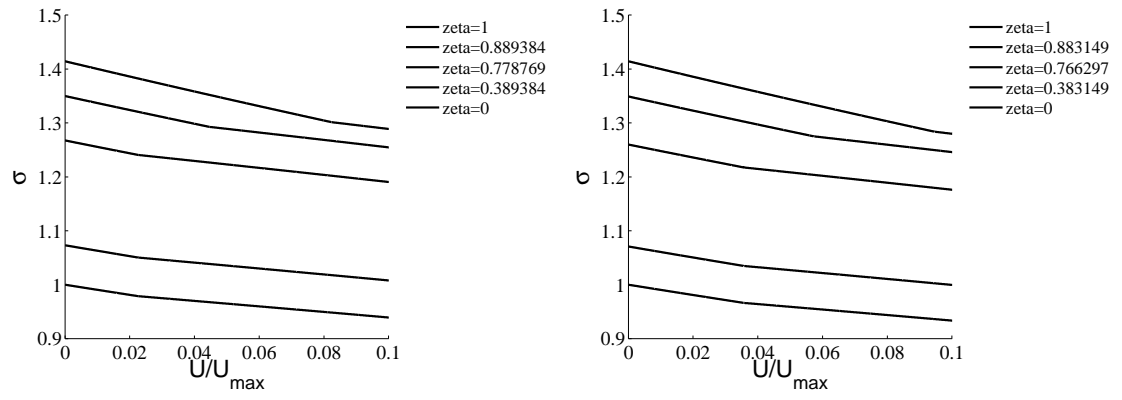 1.5
1.4
1.3
1.2
1.1
1
0.9
σ
0 0.02 0.04 0.06 0.08 0.1
U/Umax
zeta=1
zeta=0.889384
zeta=0.778769
zeta=0.389384
zeta=0
1.5
1.4
1.3
1.2
1.1
1
0.9
σ
0 0.02 0.04 0.06 0.08 0.1
U/Umax
zeta=1
zeta=0.883149
zeta=0.766297
zeta=0.383149
zeta=0